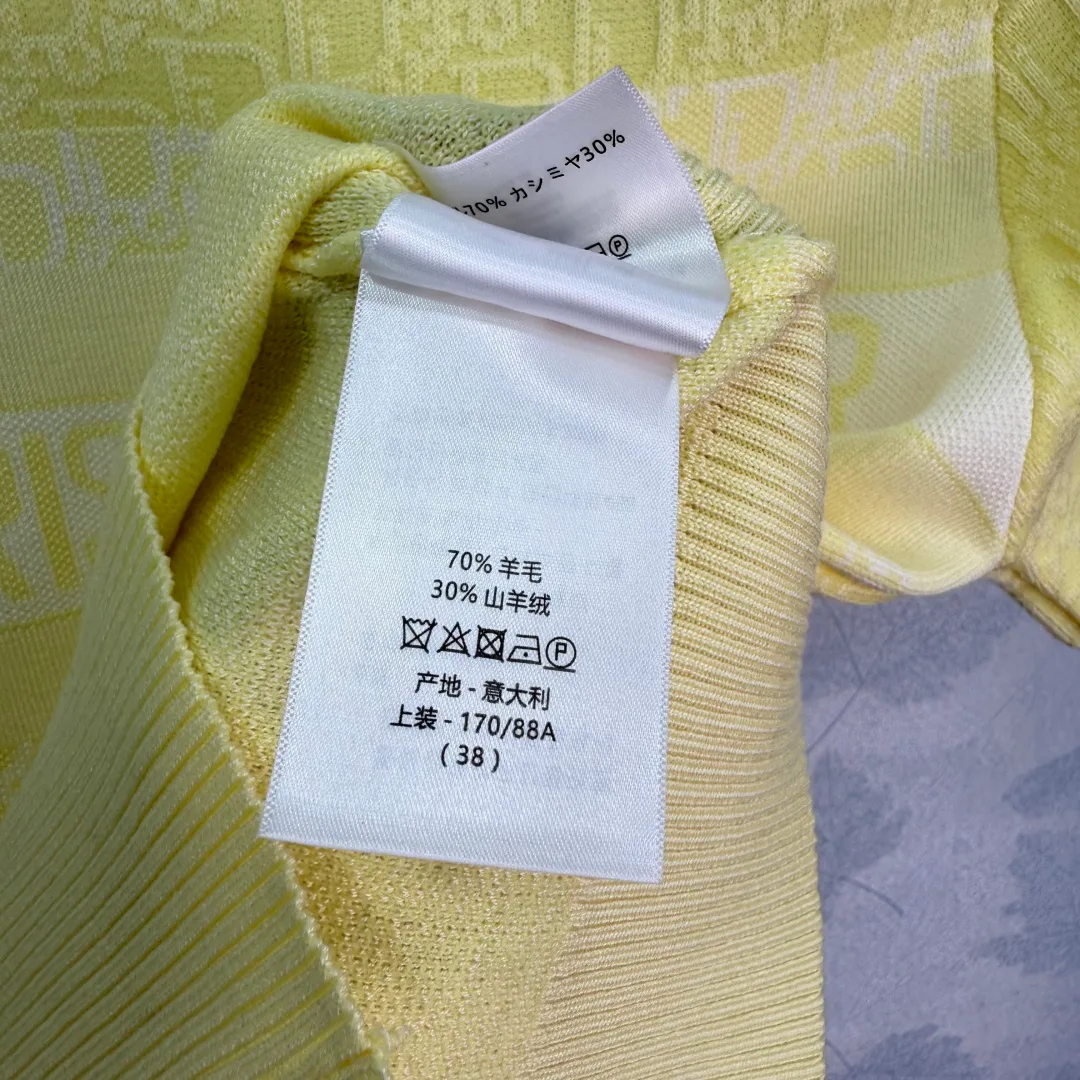 70% カシミヤ30%
70% 羊毛
30% 山羊绒
产地 - 意大利
上装 - 170/88A
( 38 )